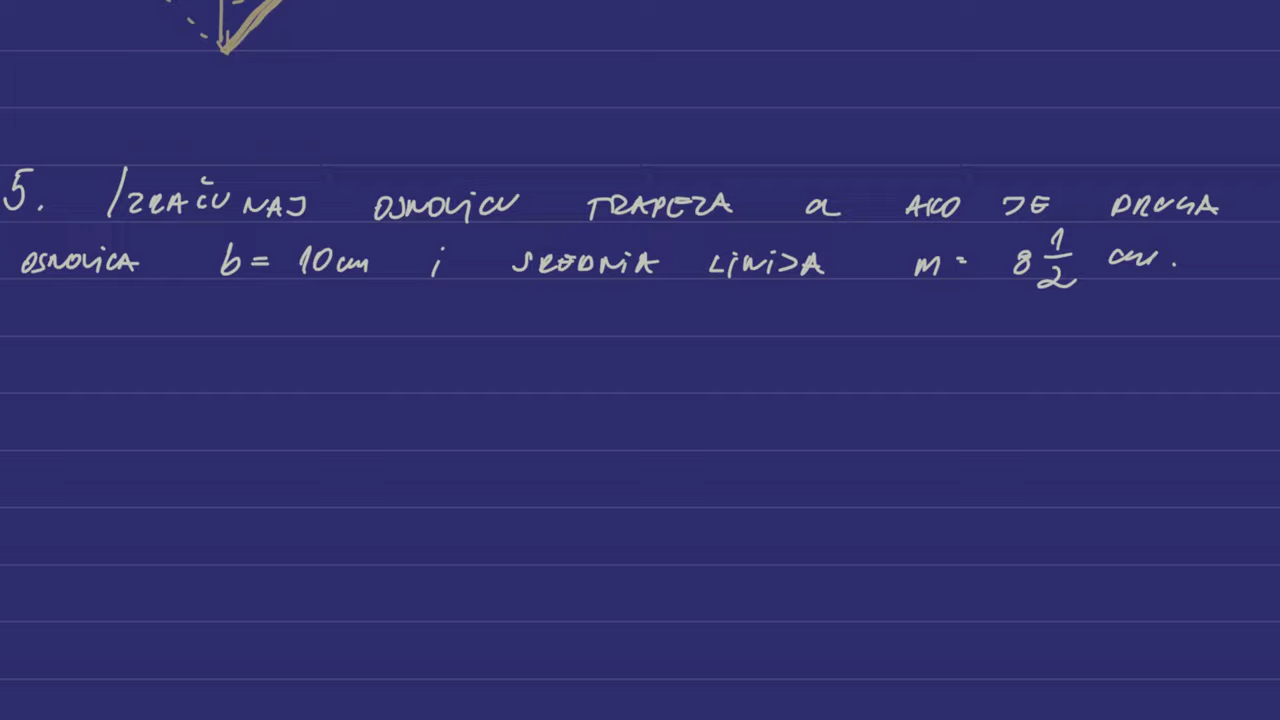 5. IZRAČUNAJ OSNOVICU TRAPEZA a AKO JE DRUGA
OSNOVICA b = 10 cm i SREDNJA LINIJA m = 8 1/2 cm.